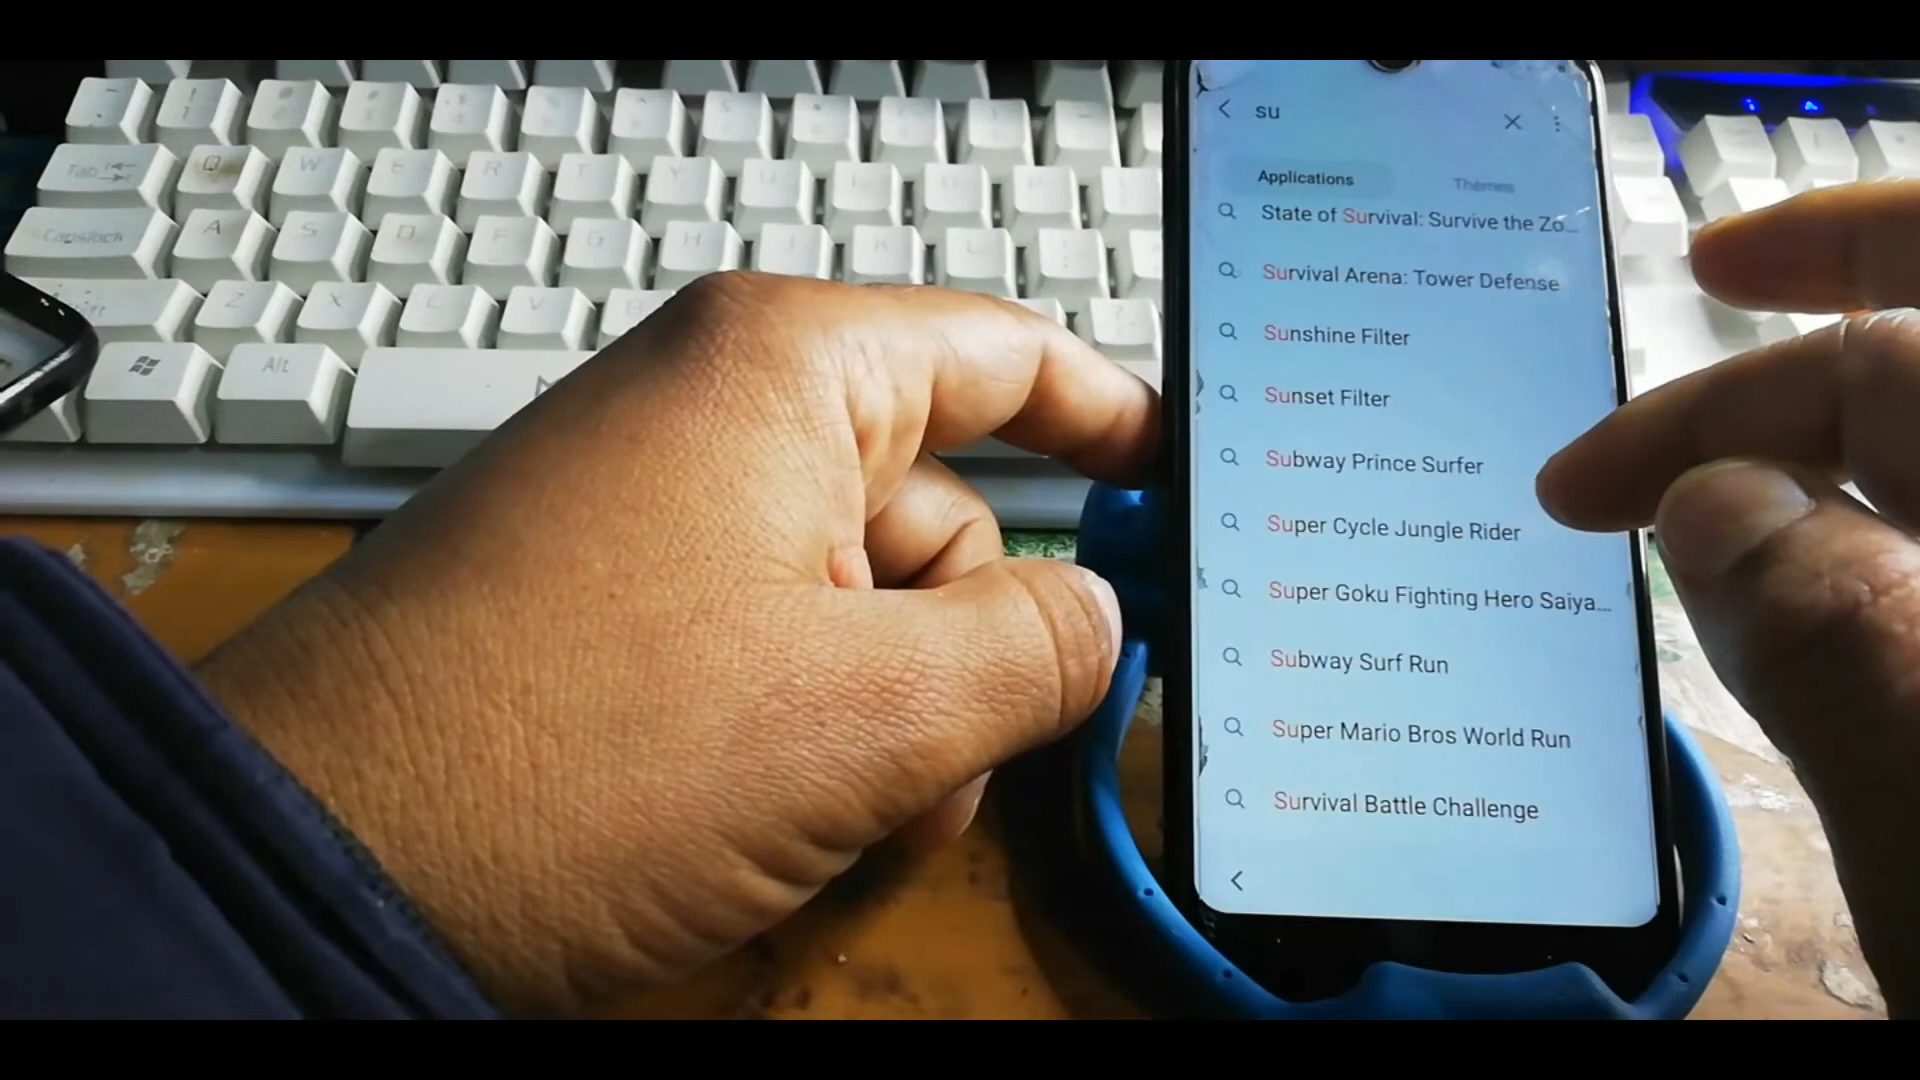 su
Applications
Themes
State of Survival: Survive the Zo...
Survival Arena: Tower Defense
Sunshine Filter
Sunset Filter
Subway Prince Surfer
Super Cycle Jungle Rider
Super Goku Fighting Hero Saiya...
Subway Surf Run
Super Mario Bros World Run
Survival Battle Challenge
Tab
Q W E R T Y U I
Capslock
A S D F G H J K L
Z X C V B
Alt